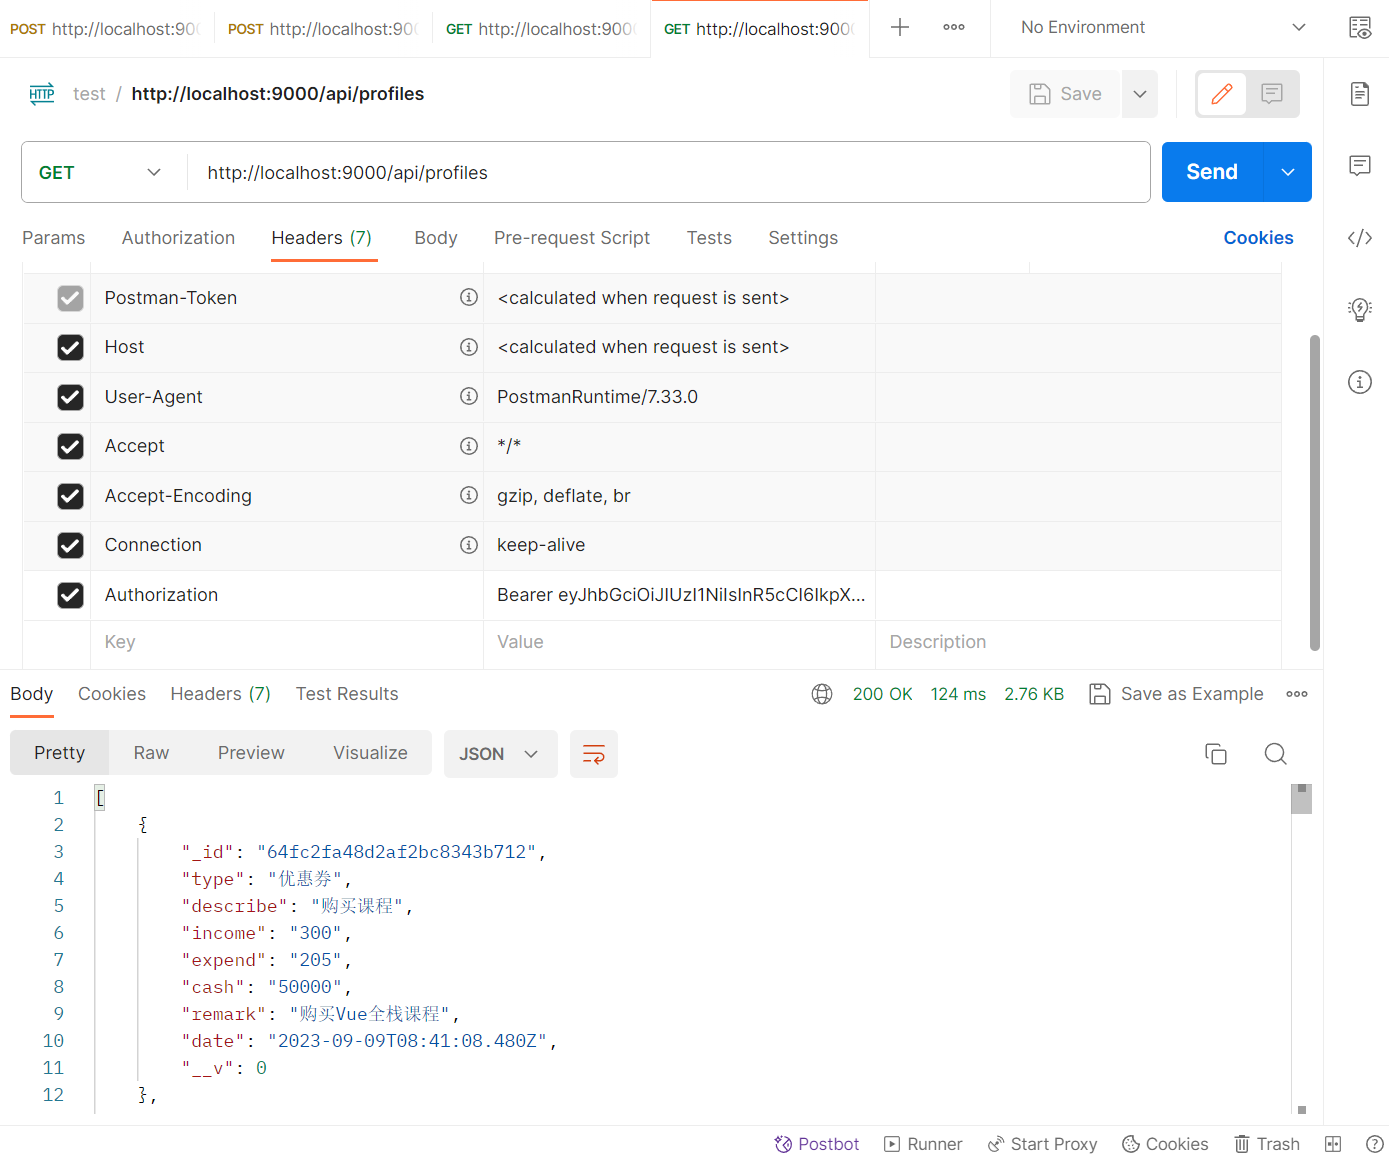 POST http://localhost:900 POST http://localhost:900 GET http://localhost:900 GET http://localhost:900 No Environment
HTTP test / http://localhost:9000/api/profiles Save
GET http://localhost:9000/api/profiles Send
Params Authorization Headers (7) Body Pre-request Script Tests Settings Cookies
Postman-Token <calculated when request is sent>
Host <calculated when request is sent>
User-Agent PostmanRuntime/7.33.0
Accept */*
Accept-Encoding gzip, deflate, br
Connection keep-alive
Authorization Bearer eyJhbGciOiJIUzI1NiIsInR5cCI6IkpX...
Key Value Description
Body Cookies Headers (7) Test Results 200 OK 124 ms 2.76 KB Save as Example
Pretty Raw Preview Visualize JSON
1 [
2 {
3 "_id": "64fc2fa48d2af2bc8343b712",
4 "type": "优惠券",
5 "describe": "购买课程",
6 "income": "300",
7 "expend": "205",
8 "cash": "50000",
9 "remark": "购买Vue全栈课程",
10 "date": "2023-09-09T08:41:08.480Z",
11 "__v": 0
12 },
Postbot Runner Start Proxy Cookies Trash